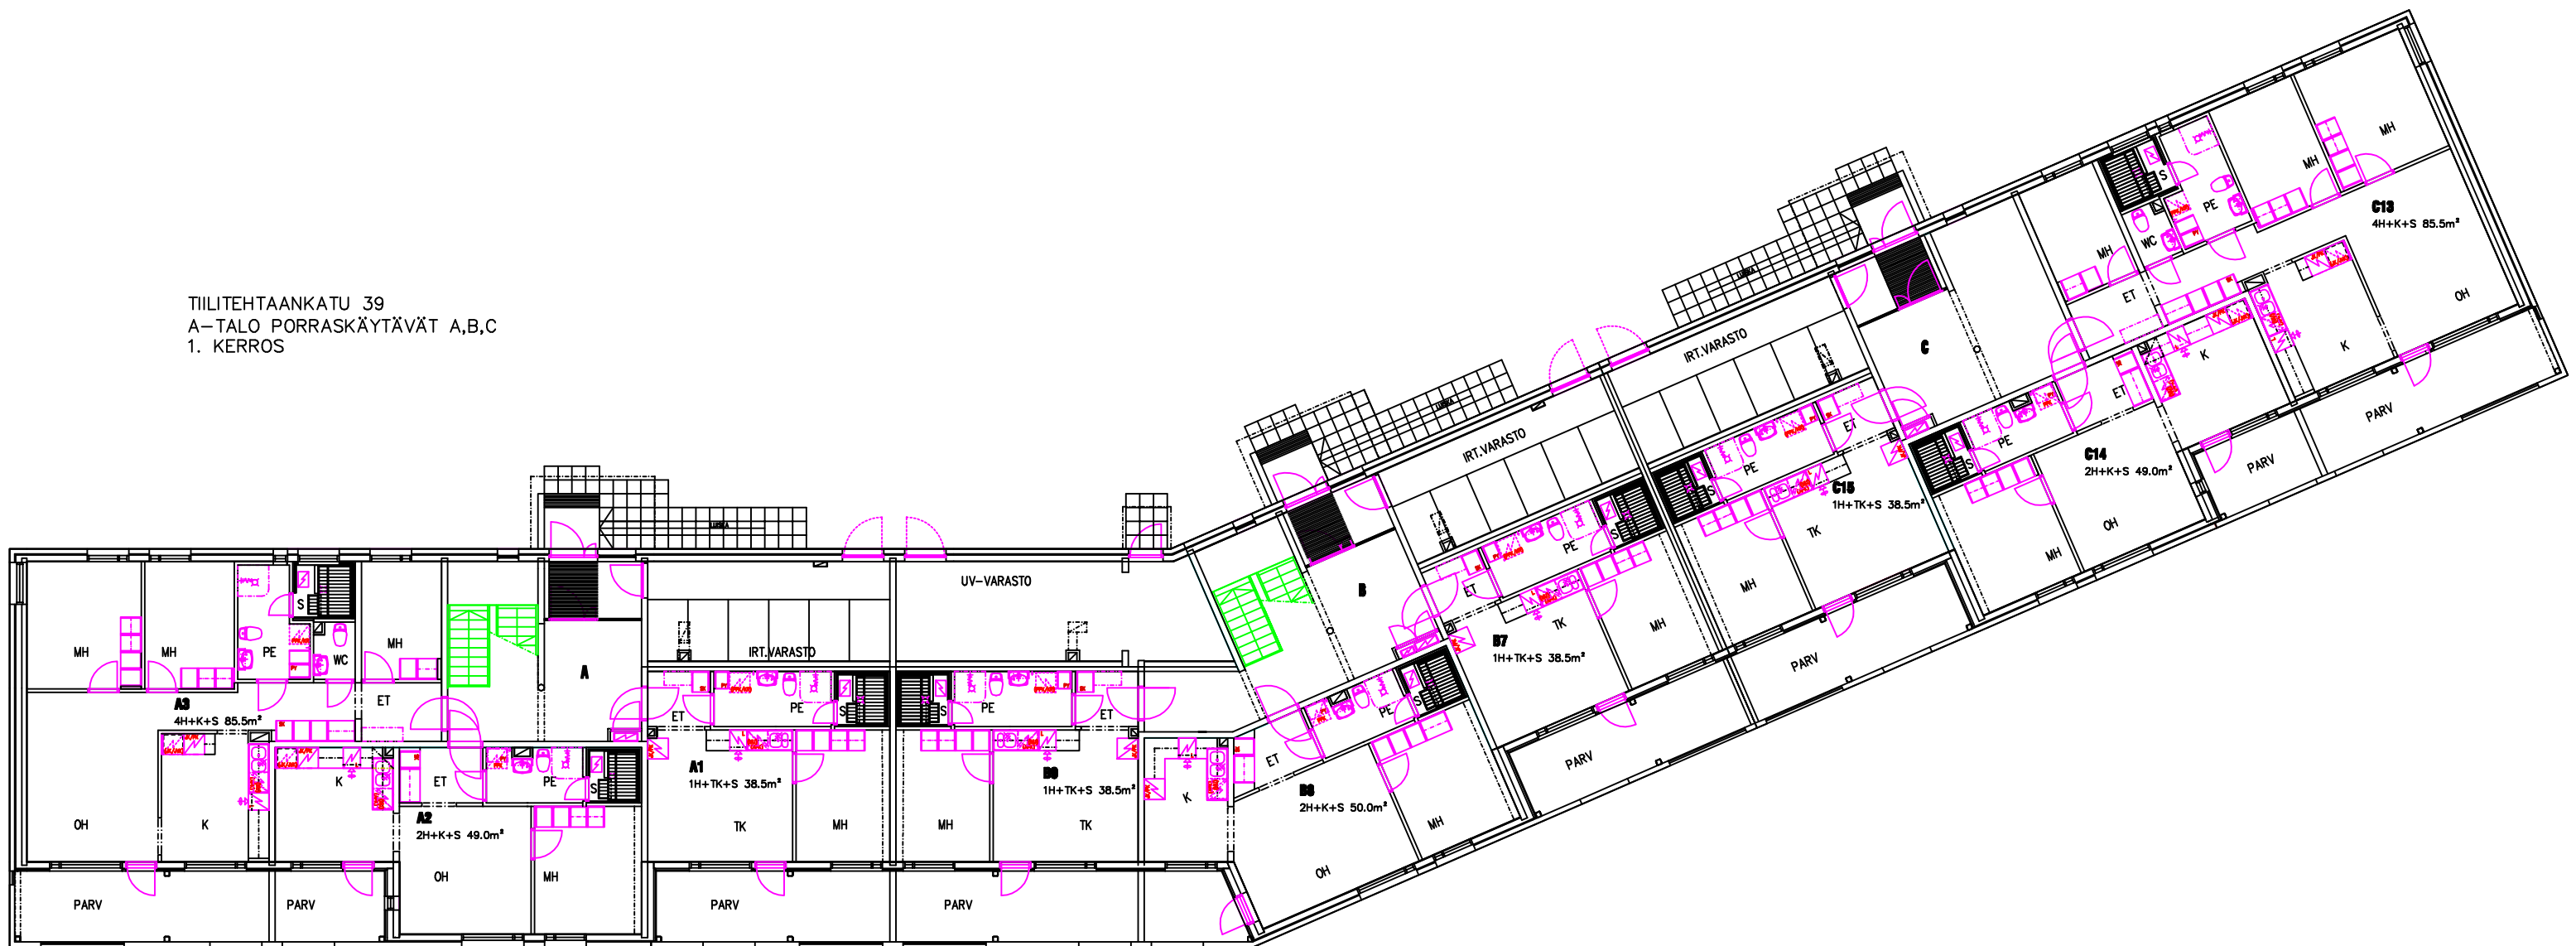 TIILITEHTAANKATU 39
A-TALO PORRASKÄYTÄVÄT A,B,C
1. KERROS
MH
MH
PE
S
WC
MH
ET
A3
4H+K+S 85.5m²
OH
K
PARV
A
K
ET
PE
S
A2
2H+K+S 49.0m²
OH
MH
PARV
LUISKA
IRT.VARASTO
UV-VARASTO
ET
PE
S
A1
1H+TK+S 38.5m²
TK
MH
PARV
S
PE
ET
B6
1H+TK+S 38.5m²
MH
TK
PARV
K
B
LUISKA
IRT.VARASTO
ET
PE
S
B8
2H+K+S 50.0m²
OH
MH
ET
PE
S
B7
1H+TK+S 38.5m²
TK
MH
PARV
LUISKA
IRT.VARASTO
C
S
PE
ET
C15
1H+TK+S 38.5m²
TK
MH
PARV
S
PE
ET
K
C14
2H+K+S 49.0m²
MH
OH
PARV
MH
ET
WC
S
PE
MH
MH
C13
4H+K+S 85.5m²
OH
K
PARV